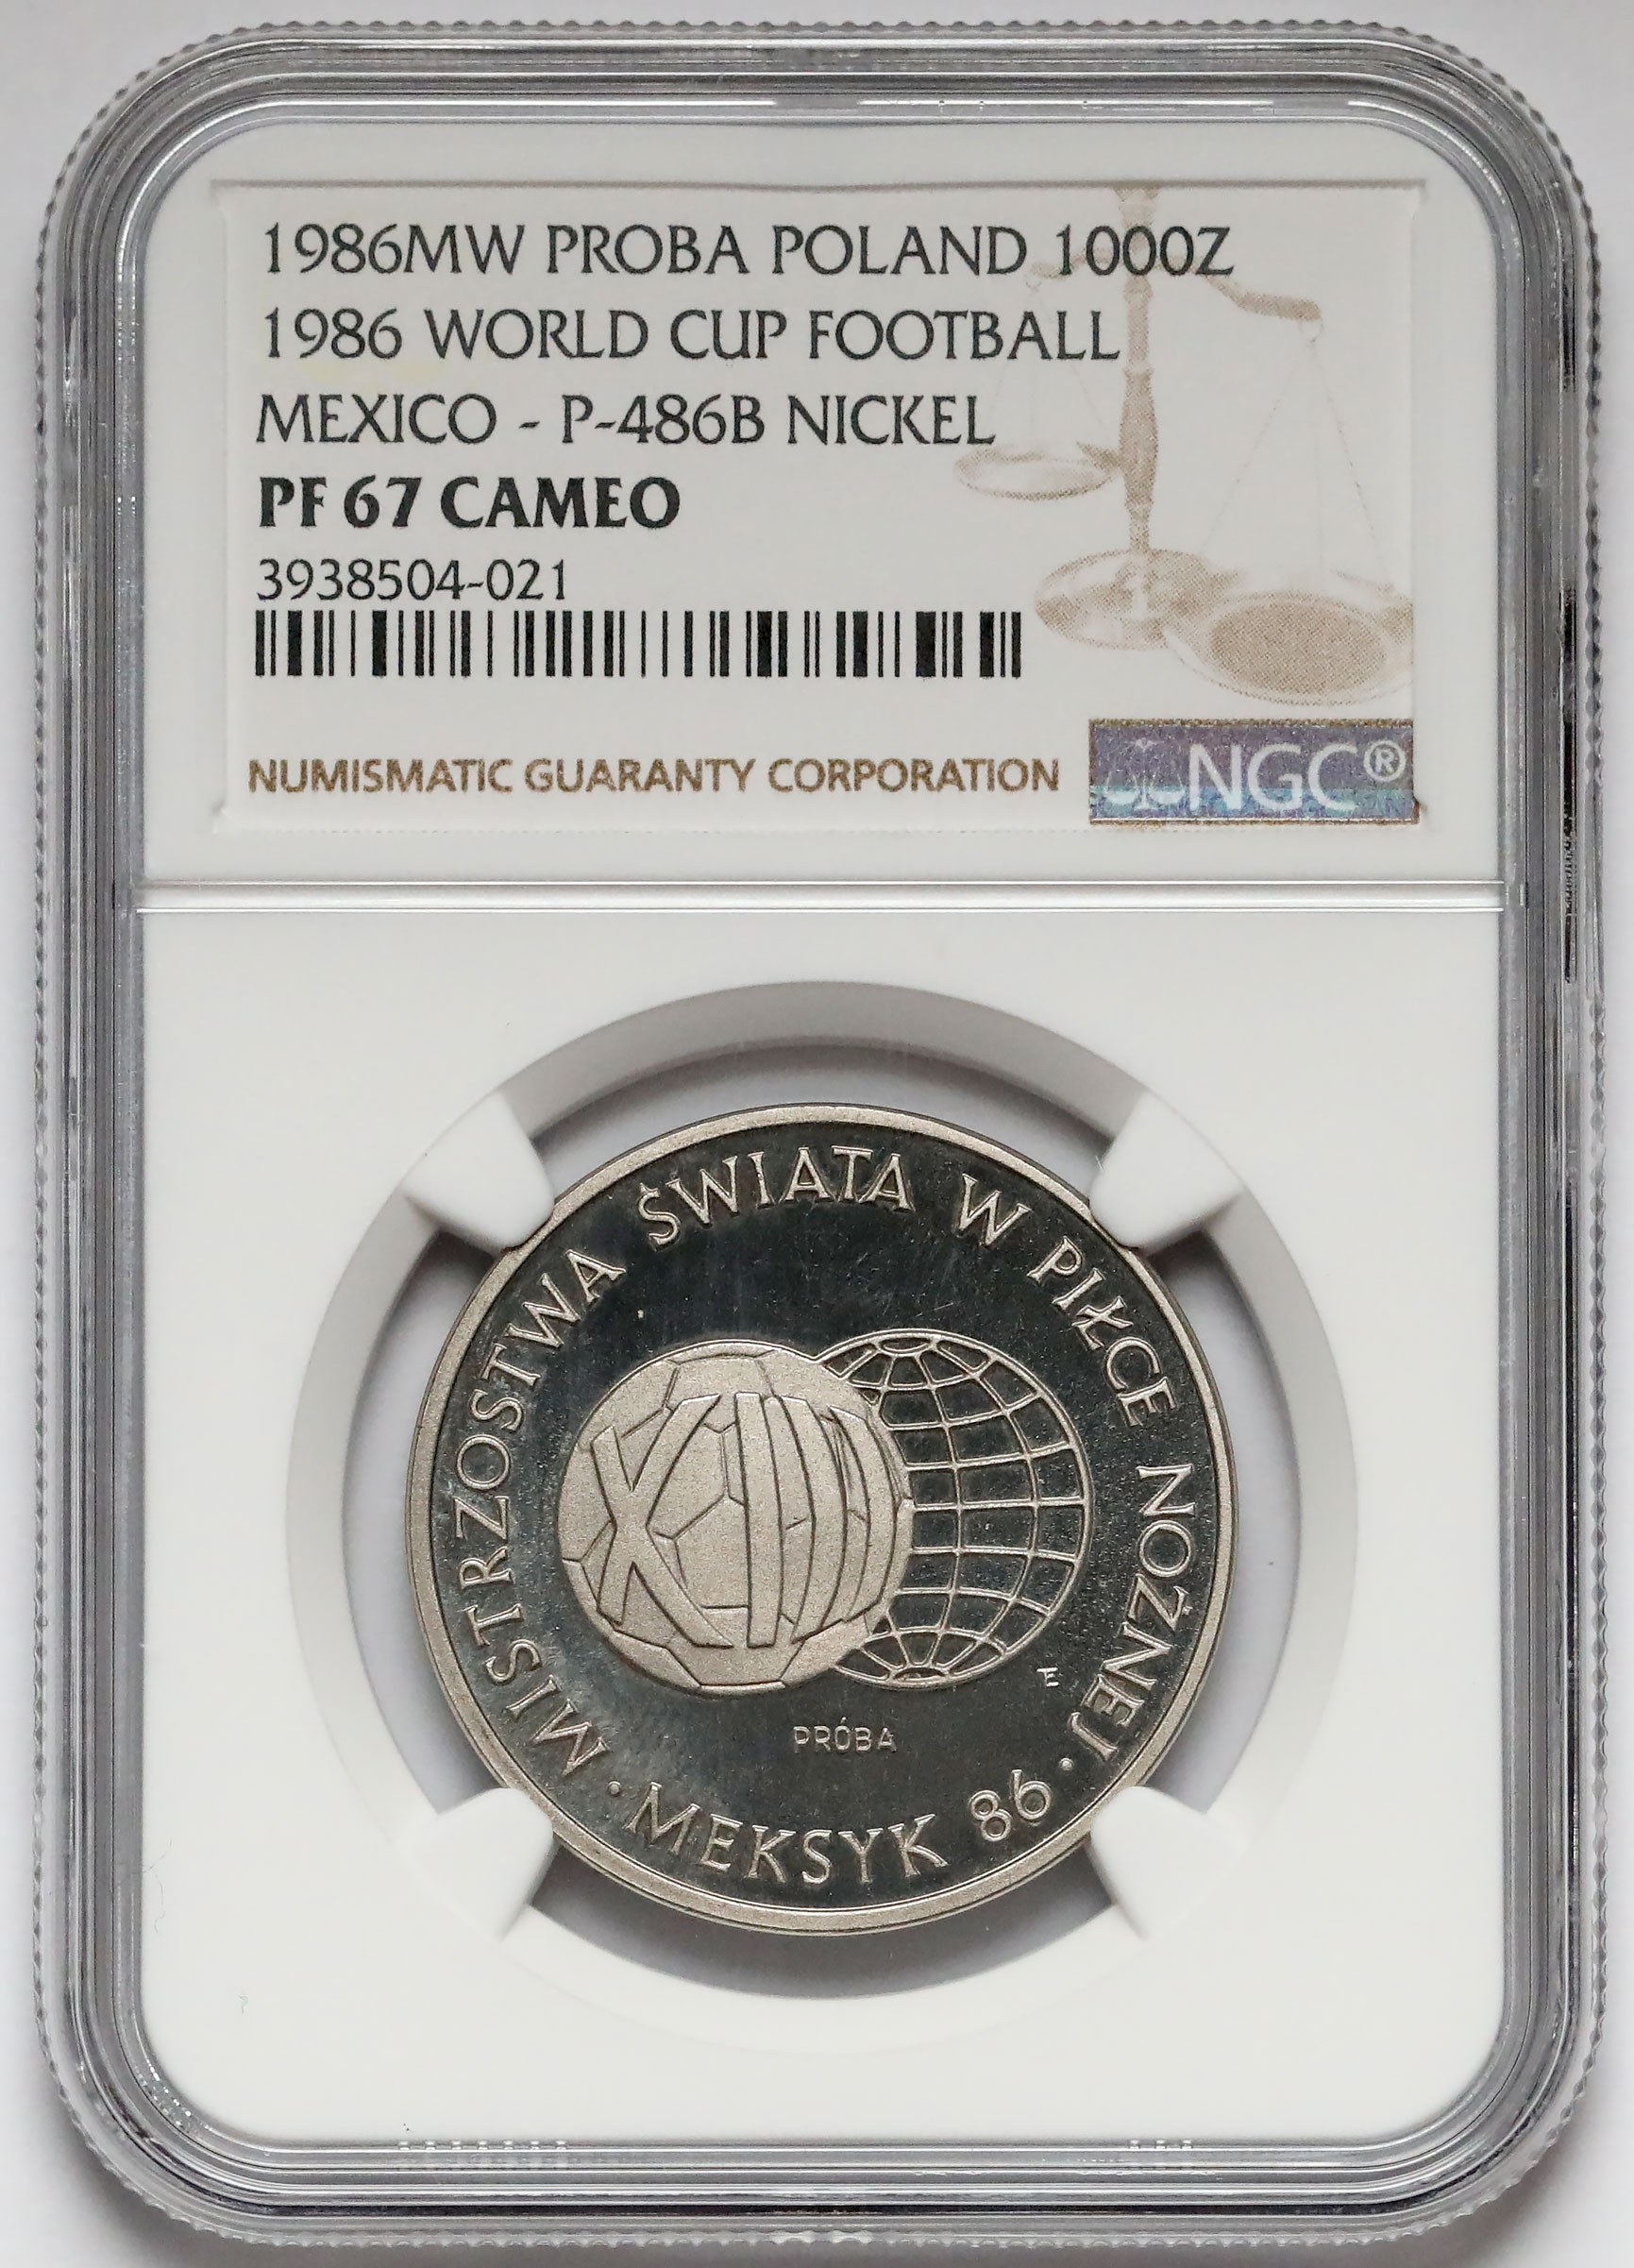 1986MW PROBA POLAND 1000Z
1986 WORLD CUP FOOTBALL
MEXICO - P-486B NICKEL
PF 67 CAMEO
3938504-021
NUMISMATIC GUARANTY CORPORATION
NGC®
MISTRZOSTWA ŚWIATA W PIŁCE NOŻNEJ
XIII
TE
PRÓBA
· MEKSYK 86 ·